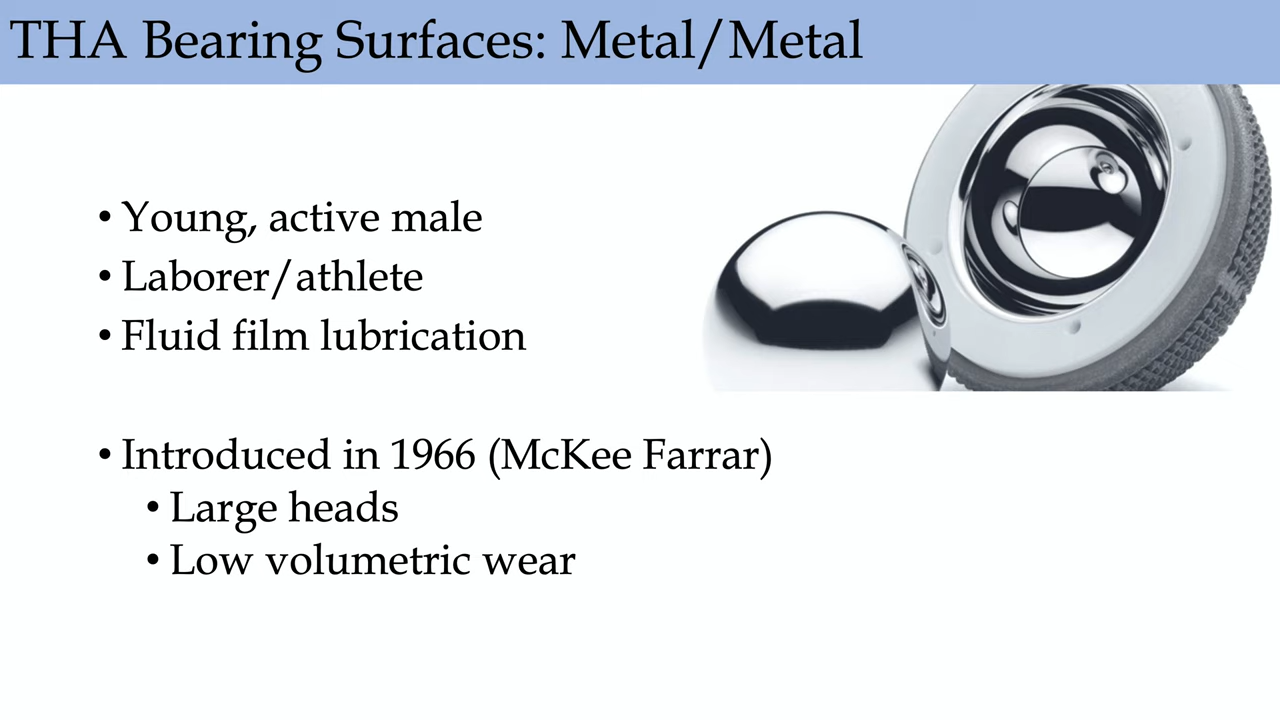 THA Bearing Surfaces: Metal/Metal
• Young, active male
• Laborer/athlete
• Fluid film lubrication
• Introduced in 1966 (McKee Farrar)
• Large heads
• Low volumetric wear